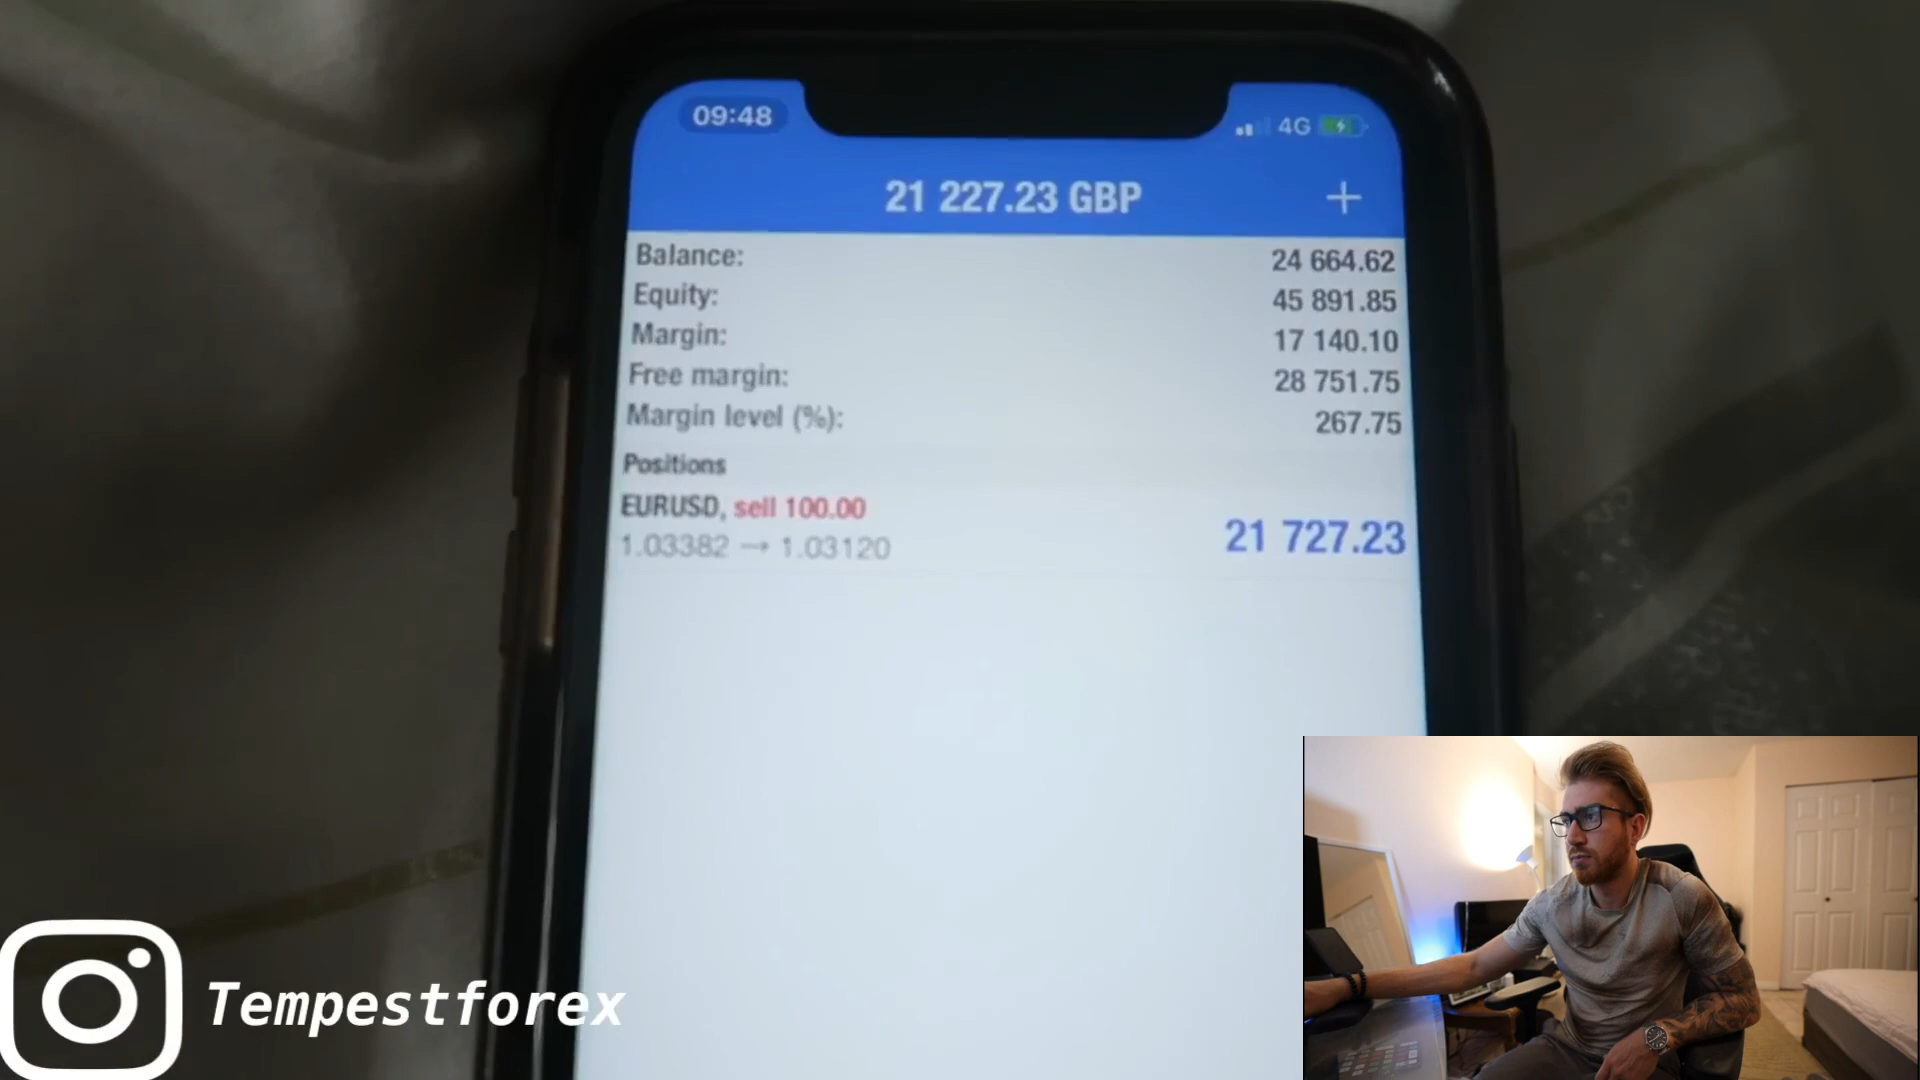 09:48
4G
21 227.23 GBP
+
Balance: 24 664.62
Equity: 45 891.85
Margin: 17 140.10
Free margin: 28 751.75
Margin level (%): 267.75
Positions
EURUSD, sell 100.00
1.03382 → 1.03120
21 727.23
Tempestforex